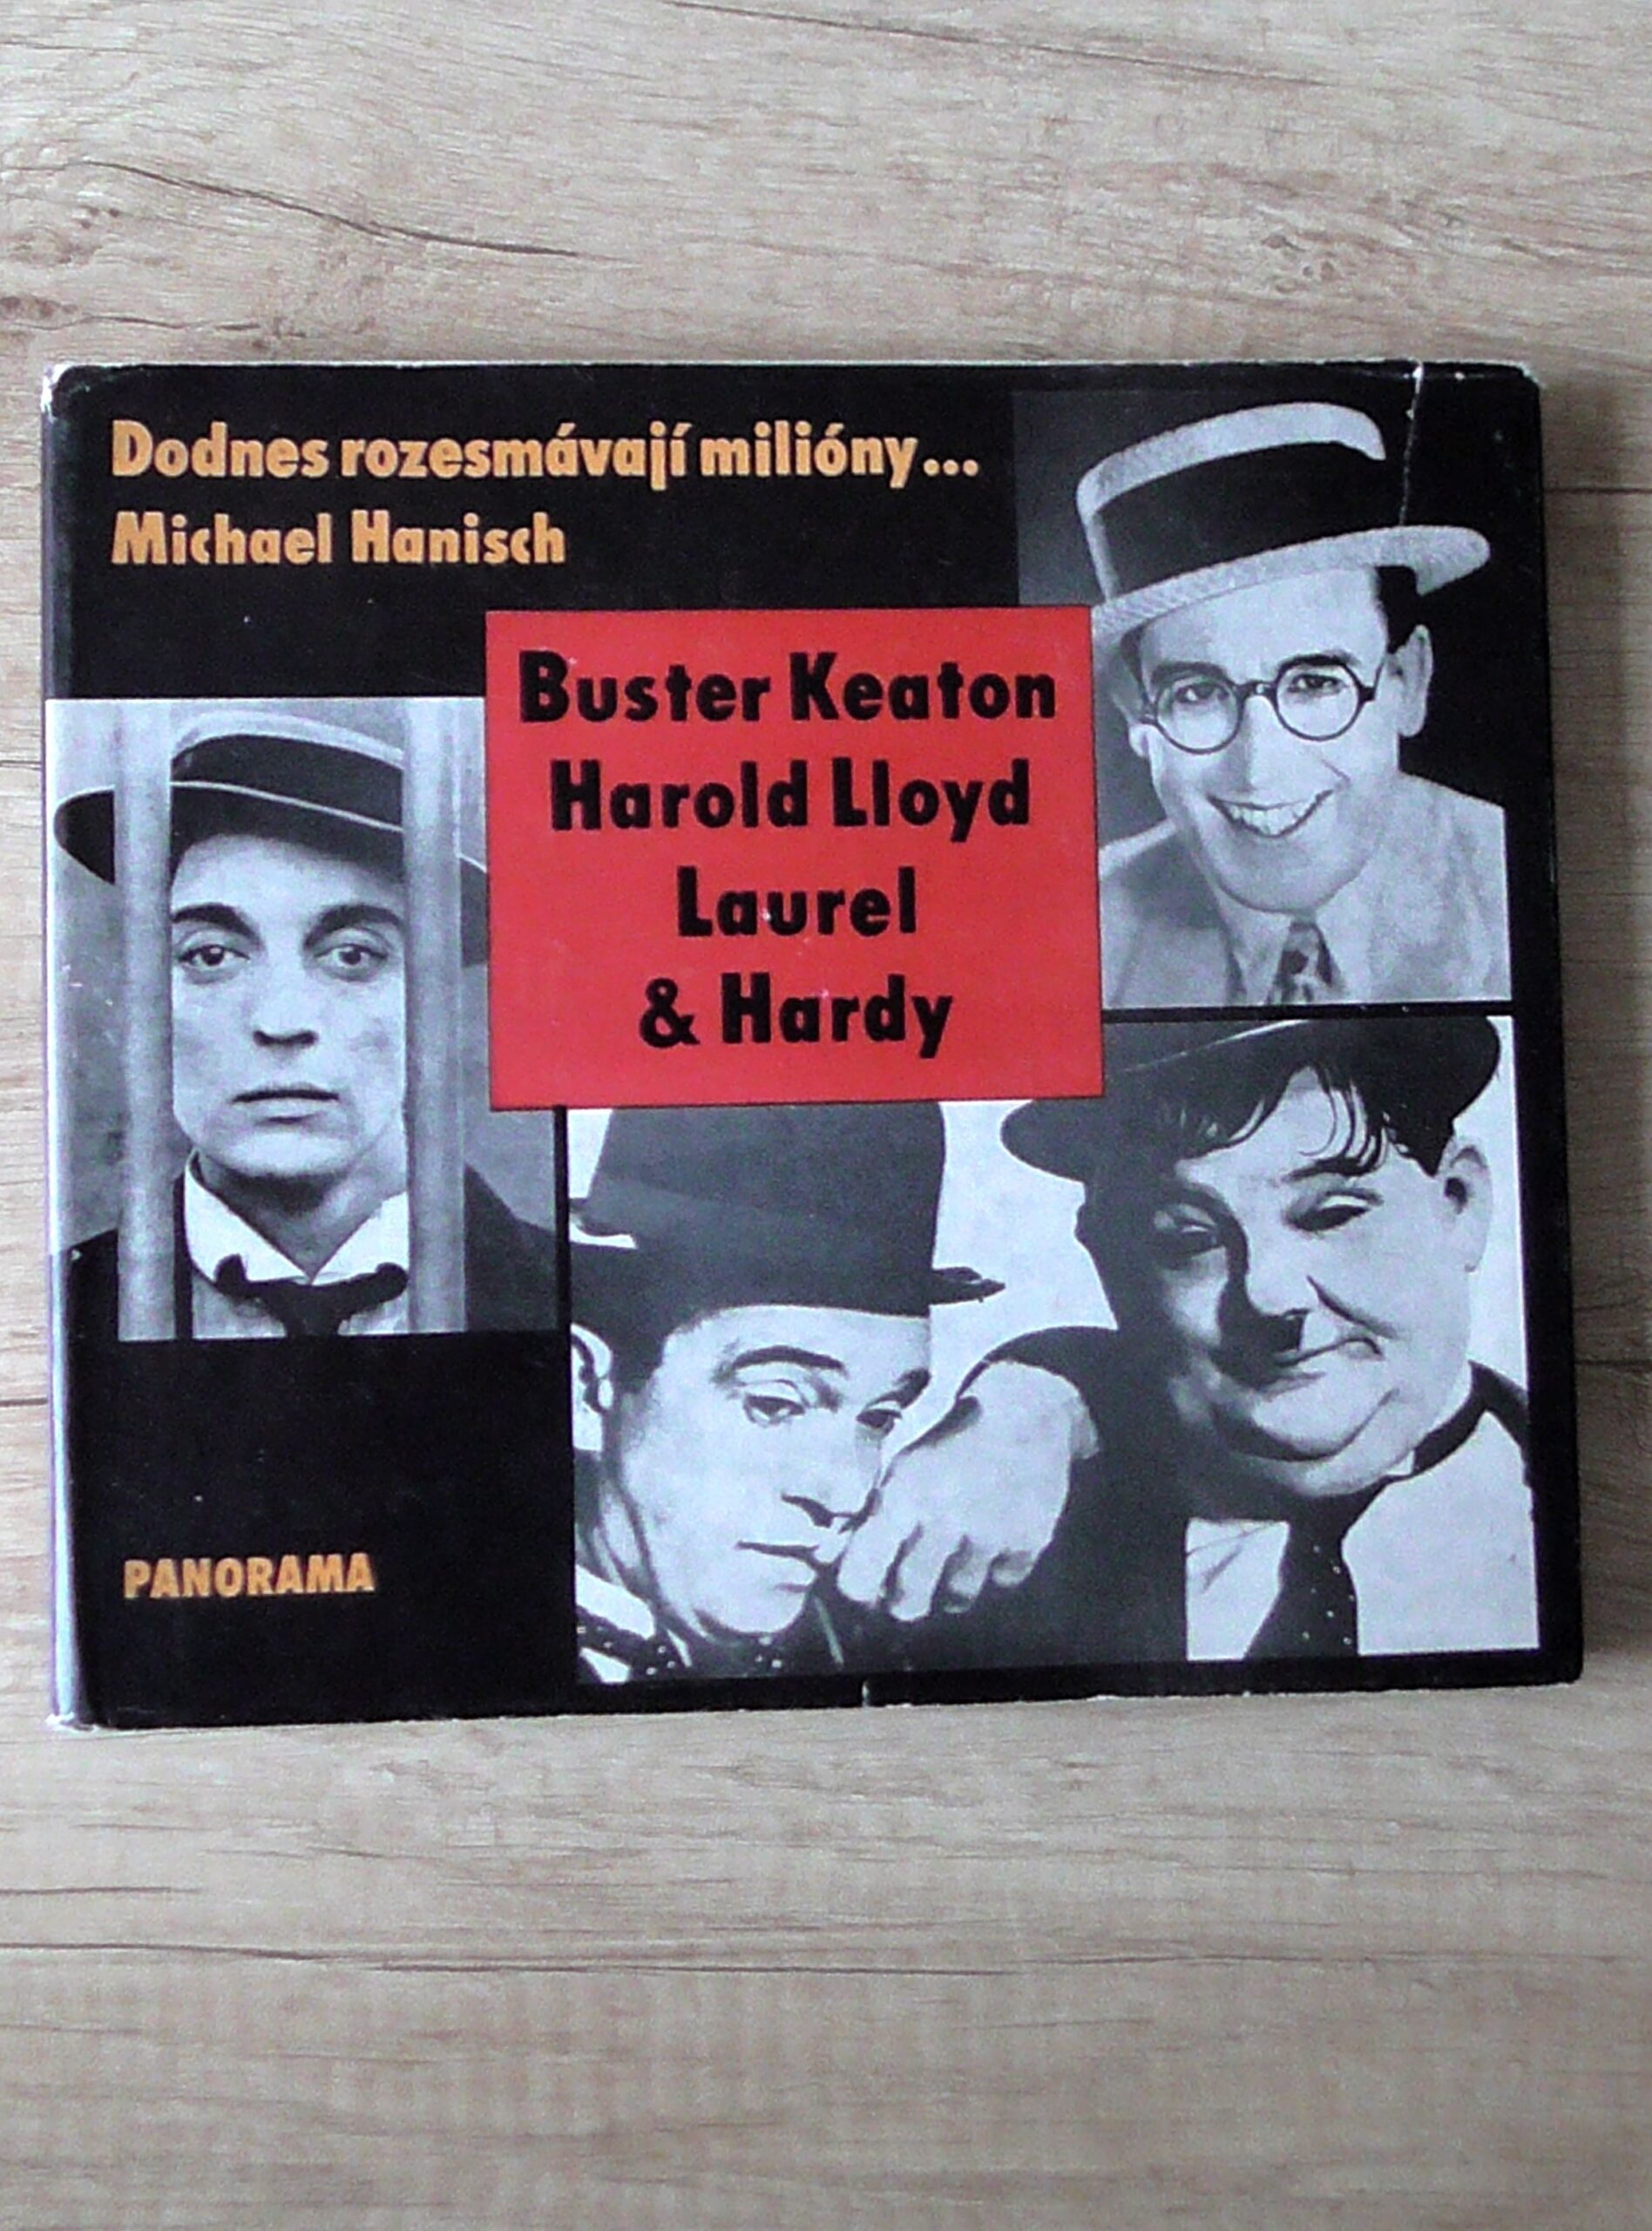 Dodnes rozesmávají milióny...
Michael Hanisch
Buster Keaton
Harold Lloyd
Laurel
& Hardy
PANORAMA